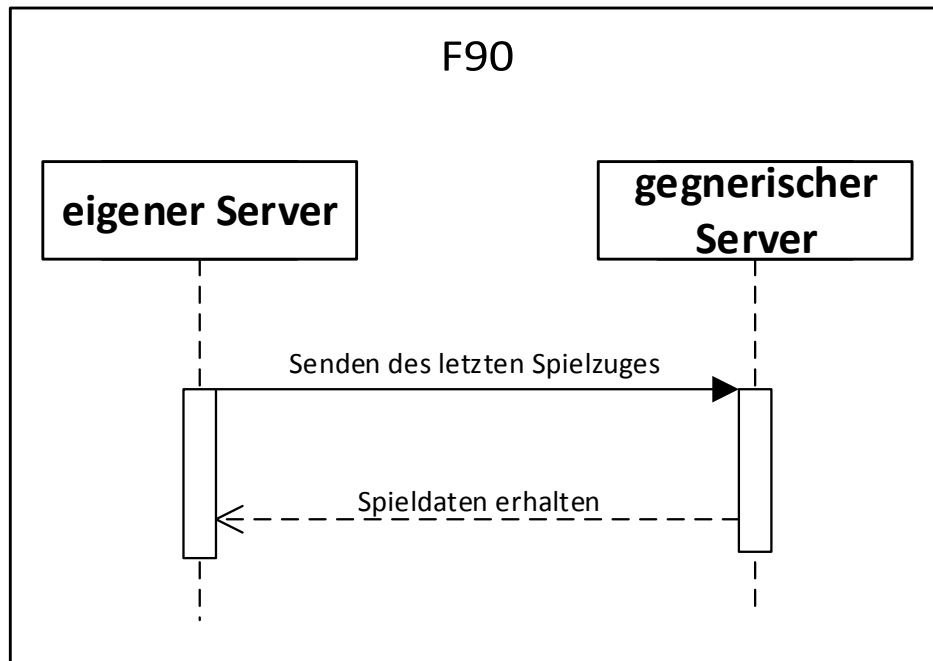 F90
eigener Server
gegnerischer
Server
Senden des letzten Spielzuges
Spieldaten erhalten